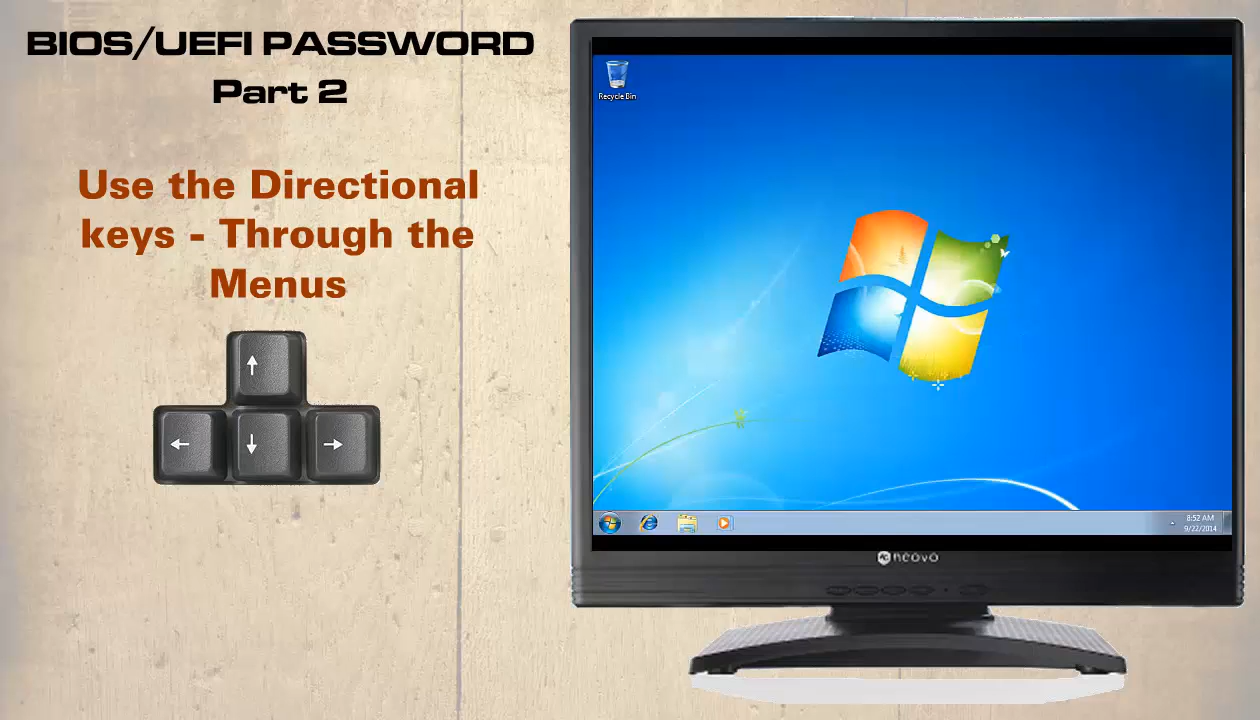 BIOS/UEFI PASSWORD
Part 2
Use the Directional
keys - Through the
Menus
Recycle Bin
8:52 AM
9/22/2014
neovo